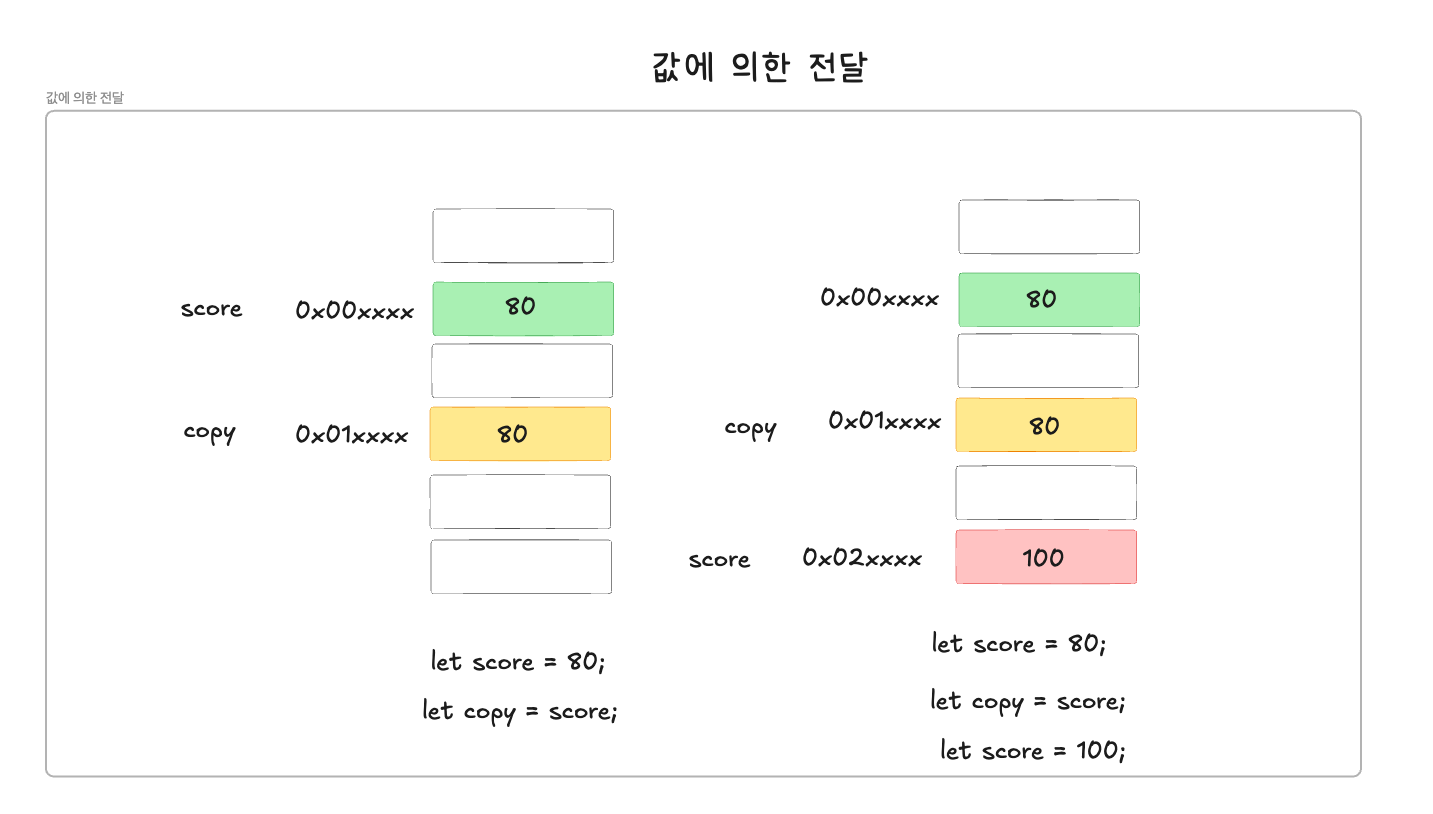 값에 의한 전달
값에 의한 전달
score 0x00xxxx 80
copy 0x01xxxx 80
let score = 80;
let copy = score;
0x00xxxx 80
copy 0x01xxxx 80
score 0x02xxxx 100
let score = 80;
let copy = score;
let score = 100;